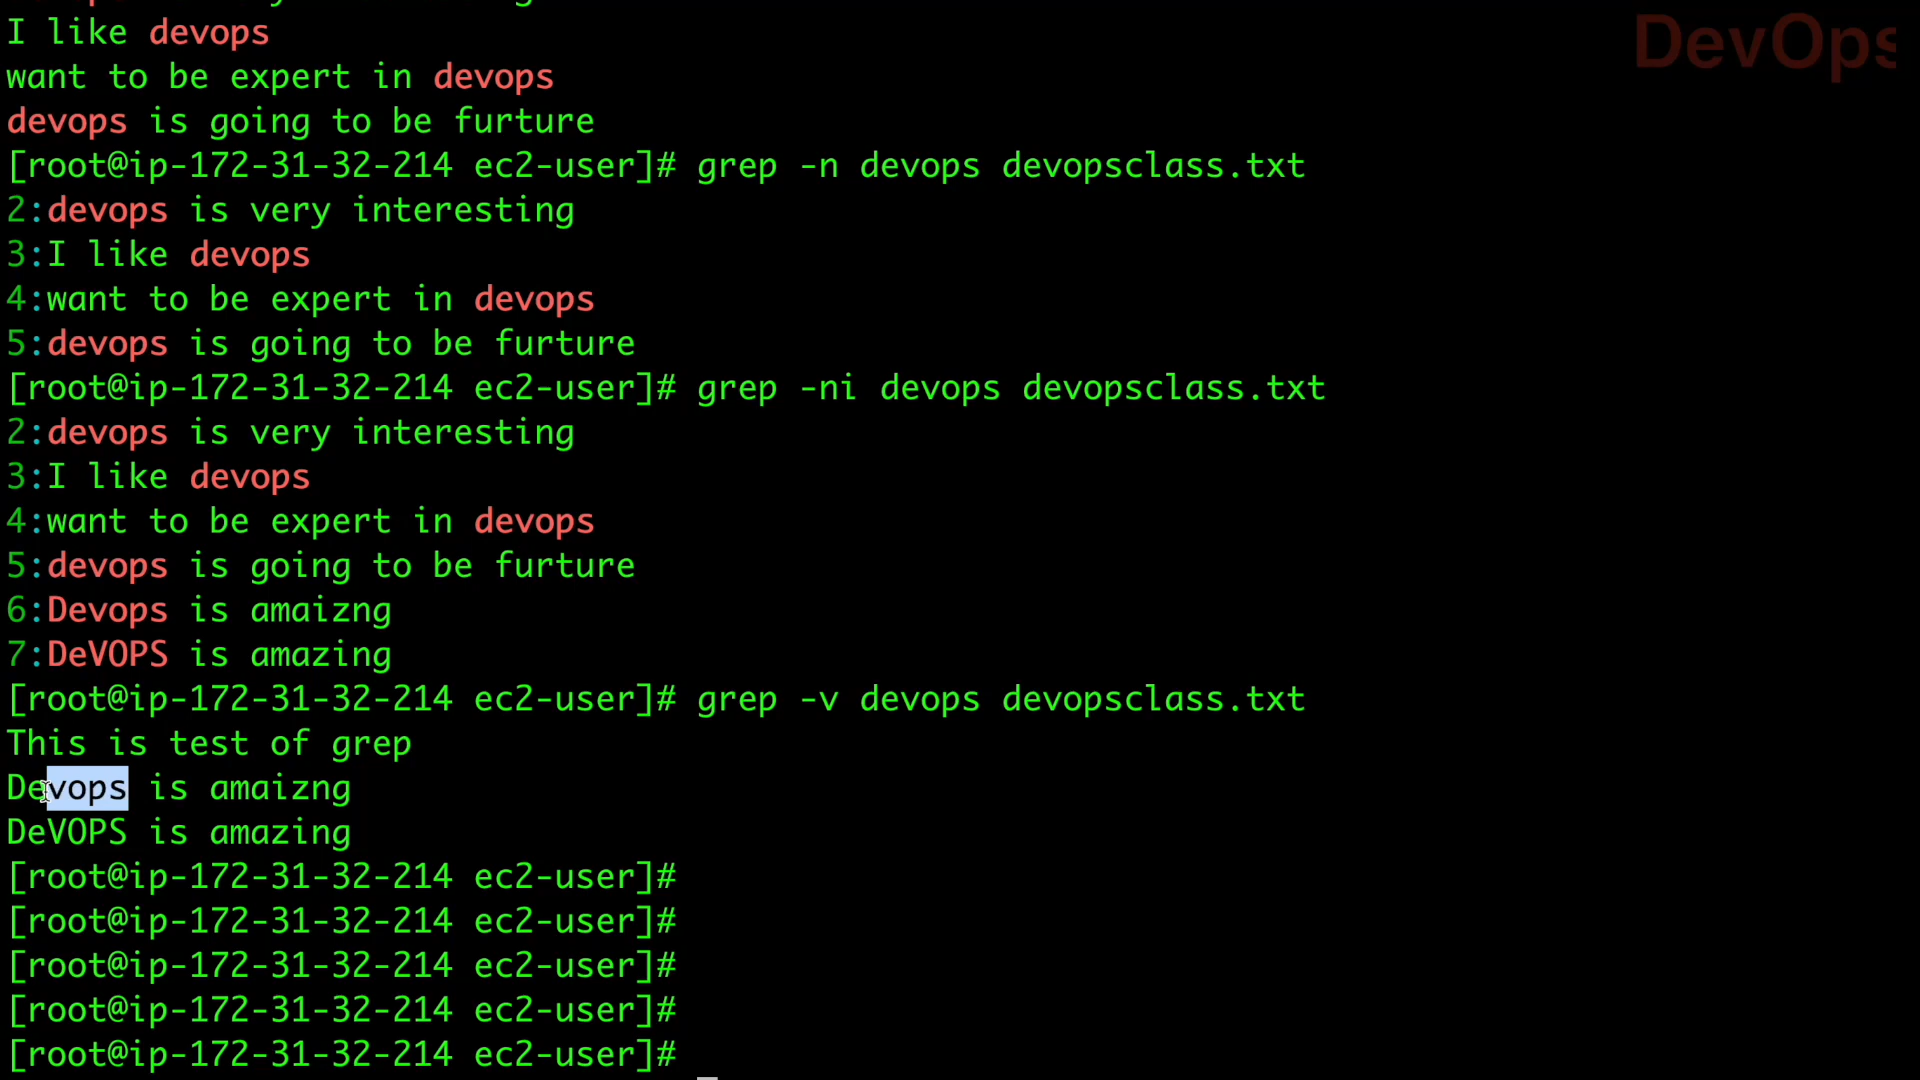 I like devops
want to be expert in devops
devops is going to be furture
[root@ip-172-31-32-214 ec2-user]# grep -n devops devopsclass.txt
2:devops is very interesting
3:I like devops
4:want to be expert in devops
5:devops is going to be furture
[root@ip-172-31-32-214 ec2-user]# grep -ni devops devopsclass.txt
2:devops is very interesting
3:I like devops
4:want to be expert in devops
5:devops is going to be furture
6:Devops is amaizng
7:DeVOPS is amazing
[root@ip-172-31-32-214 ec2-user]# grep -v devops devopsclass.txt
This is test of grep
Devops is amaizng
DeVOPS is amazing
[root@ip-172-31-32-214 ec2-user]#
[root@ip-172-31-32-214 ec2-user]#
[root@ip-172-31-32-214 ec2-user]#
[root@ip-172-31-32-214 ec2-user]#
[root@ip-172-31-32-214 ec2-user]#
DevOps